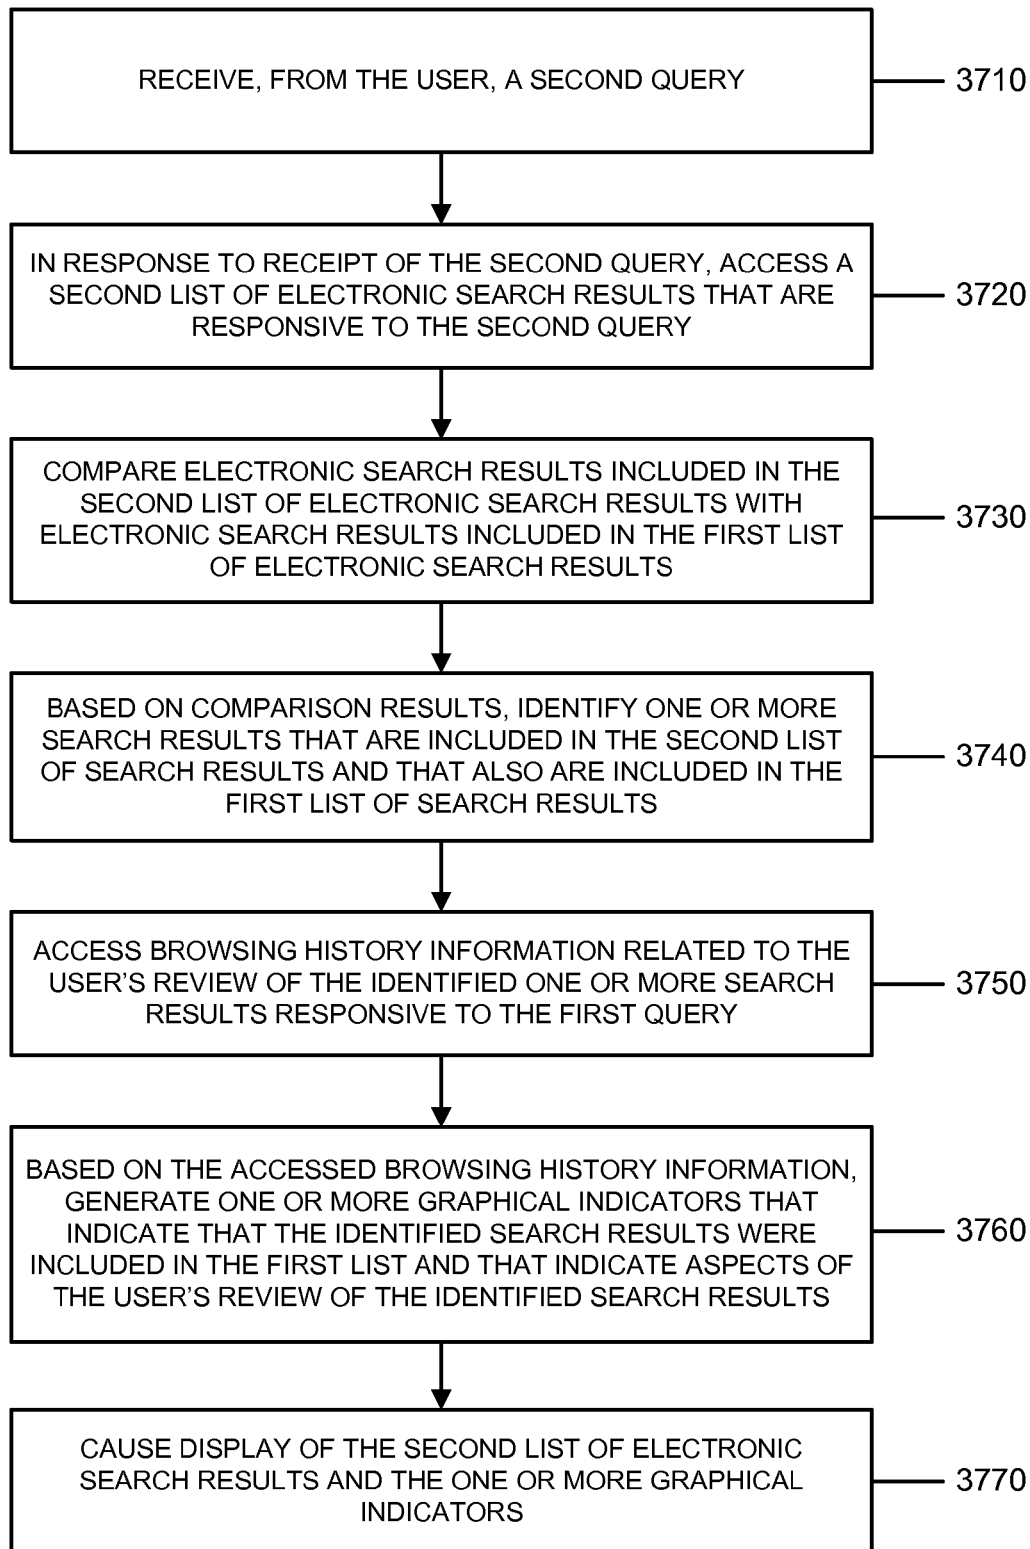 RECEIVE, FROM THE USER, A SECOND QUERY
3710
IN RESPONSE TO RECEIPT OF THE SECOND QUERY, ACCESS A
SECOND LIST OF ELECTRONIC SEARCH RESULTS THAT ARE
RESPONSIVE TO THE SECOND QUERY
3720
COMPARE ELECTRONIC SEARCH RESULTS INCLUDED IN THE
SECOND LIST OF ELECTRONIC SEARCH RESULTS WITH
ELECTRONIC SEARCH RESULTS INCLUDED IN THE FIRST LIST
OF ELECTRONIC SEARCH RESULTS
3730
BASED ON COMPARISON RESULTS, IDENTIFY ONE OR MORE
SEARCH RESULTS THAT ARE INCLUDED IN THE SECOND LIST
OF SEARCH RESULTS AND THAT ALSO ARE INCLUDED IN THE
FIRST LIST OF SEARCH RESULTS
3740
ACCESS BROWSING HISTORY INFORMATION RELATED TO THE
USER'S REVIEW OF THE IDENTIFIED ONE OR MORE SEARCH
RESULTS RESPONSIVE TO THE FIRST QUERY
3750
BASED ON THE ACCESSED BROWSING HISTORY INFORMATION,
GENERATE ONE OR MORE GRAPHICAL INDICATORS THAT
INDICATE THAT THE IDENTIFIED SEARCH RESULTS WERE
INCLUDED IN THE FIRST LIST AND THAT INDICATE ASPECTS OF
THE USER'S REVIEW OF THE IDENTIFIED SEARCH RESULTS
3760
CAUSE DISPLAY OF THE SECOND LIST OF ELECTRONIC
SEARCH RESULTS AND THE ONE OR MORE GRAPHICAL
INDICATORS
3770